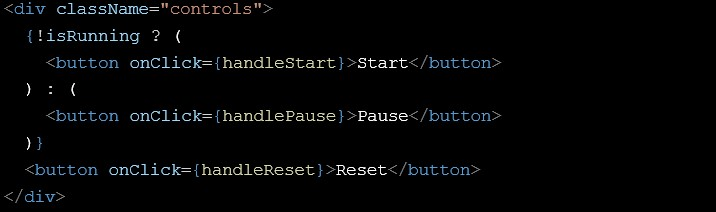 <div className="controls">
  {!isRunning ? (
    <button onClick={handleStart}>Start</button>
  ) : (
    <button onClick={handlePause}>Pause</button>
  )}
  <button onClick={handleReset}>Reset</button>
</div>